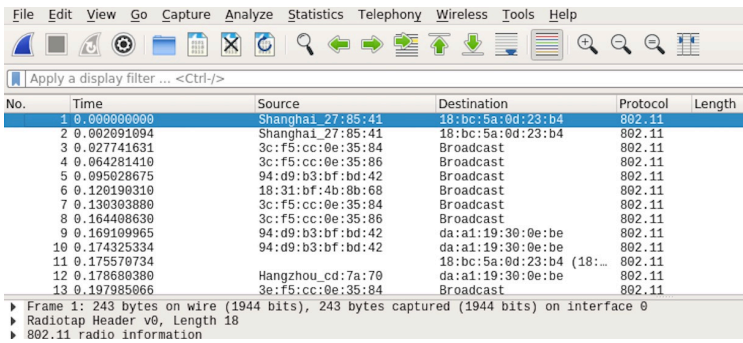 File Edit View Go Capture Analyze Statistics Telephony Wireless Tools Help
Apply a display filter ... <Ctrl-/>
No. Time Source Destination Protocol Length
1 0.000000000 Shanghai_27:85:41 18:bc:5a:0d:23:b4 802.11
2 0.002091094 Shanghai_27:85:41 18:bc:5a:0d:23:b4 802.11
3 0.027741631 3c:f5:cc:0e:35:84 Broadcast 802.11
4 0.064281410 3c:f5:cc:0e:35:86 Broadcast 802.11
5 0.095028675 94:d9:b3:bf:bd:42 Broadcast 802.11
6 0.120190310 18:31:bf:4b:8b:68 Broadcast 802.11
7 0.130303880 3c:f5:cc:0e:35:84 Broadcast 802.11
8 0.164408630 3c:f5:cc:0e:35:86 Broadcast 802.11
9 0.169109965 94:d9:b3:bf:bd:42 da:a1:19:30:0e:be 802.11
10 0.174325334 94:d9:b3:bf:bd:42 da:a1:19:30:0e:be 802.11
11 0.175570734 18:bc:5a:0d:23:b4 (18:… 802.11
12 0.178680380 Hangzhou_cd:7a:70 da:a1:19:30:0e:be 802.11
13 0.197985066 3e:f5:cc:0e:35:84 Broadcast 802.11
Frame 1: 243 bytes on wire (1944 bits), 243 bytes captured (1944 bits) on interface 0
Radiotap Header v0, Length 18
802.11 radio information